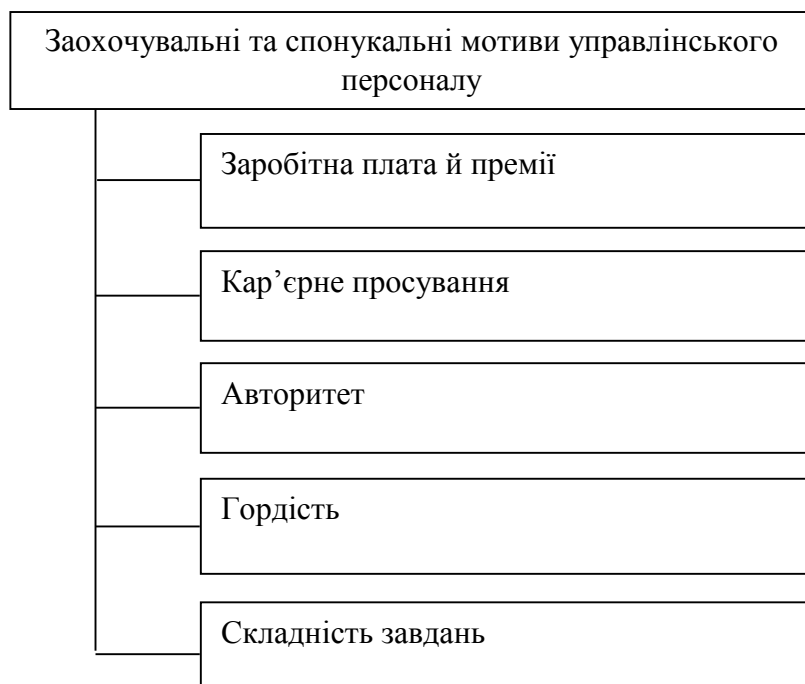 Заохочувальні та спонукальні мотиви управлінського
персоналу
Заробітна плата й премії
Кар’єрне просування
Авторитет
Гордість
Складність завдань